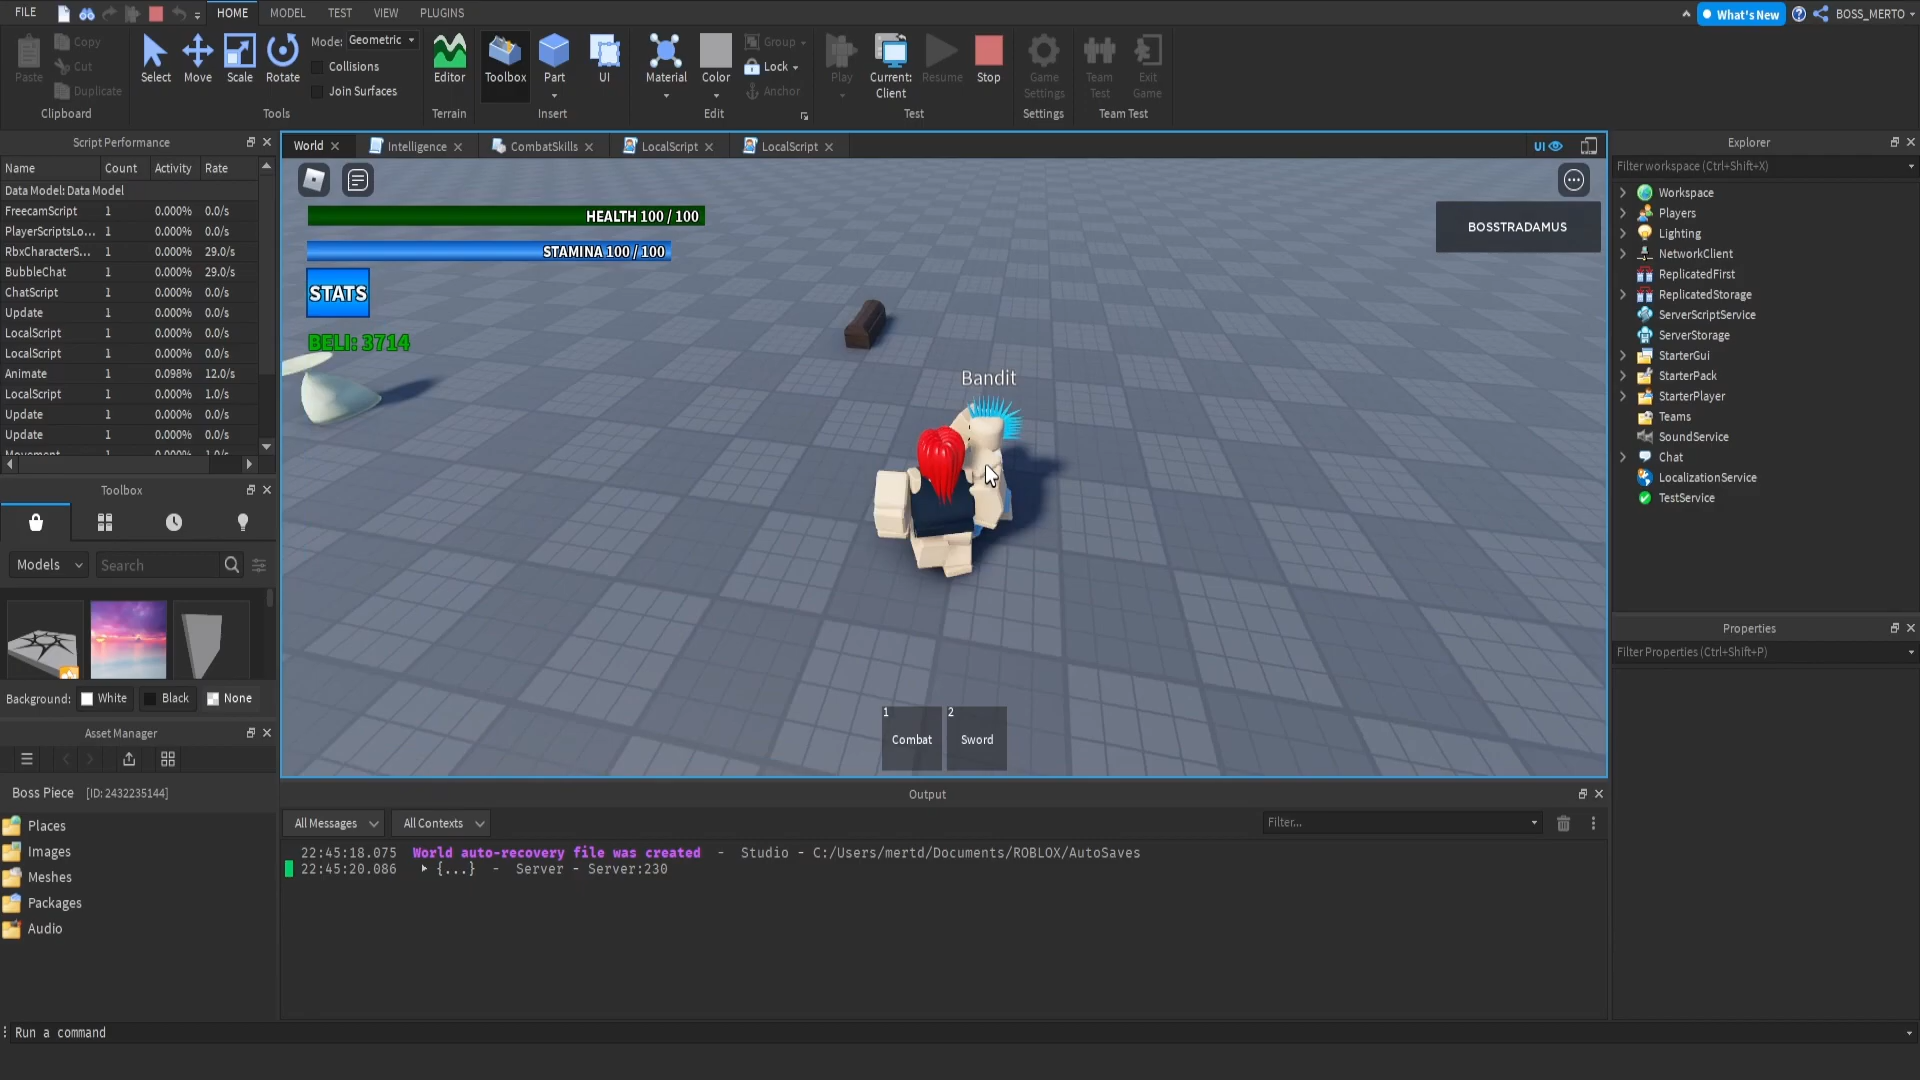 FILE
HOME
MODEL
TEST
VIEW
PLUGINS
What's New
BOSS_MERTO
Paste
Copy
Cut
Duplicate
Clipboard
Select
Move
Scale
Rotate
Mode: Geometric
Collisions
Join Surfaces
Tools
Editor
Terrain
Toolbox
Part
UI
Insert
Material
Color
Group
Lock
Anchor
Edit
Play
Current:
Client
Resume
Stop
Test
Game
Settings
Settings
Team
Test
Exit
Game
Team Test
Script Performance
Name Count Activity Rate
Data Model: Data Model
FreecamScript 1 0.000% 0.0/s
PlayerScriptsLo... 1 0.000% 0.0/s
RbxCharacterS... 1 0.000% 29.0/s
BubbleChat 1 0.000% 29.0/s
ChatScript 1 0.000% 0.0/s
Update 1 0.000% 0.0/s
LocalScript 1 0.000% 0.0/s
LocalScript 1 0.000% 0.0/s
Animate 1 0.098% 12.0/s
LocalScript 1 0.000% 1.0/s
Update 1 0.000% 0.0/s
Update 1 0.000% 0.0/s
Toolbox
Models
Search
Background: White Black None
Asset Manager
Boss Piece [ID: 2432235144]
Places
Images
Meshes
Packages
Audio
World
Intelligence
CombatSkills
LocalScript
LocalScript
UI
HEALTH 100 / 100
STAMINA 100 / 100
STATS
BELI: 3714
BOSSTRADAMUS
Bandit
1
Combat
2
Sword
Output
All Messages
All Contexts
Filter...
22:45:18.075 World auto-recovery file was created - Studio - C:/Users/mertd/Documents/ROBLOX/AutoSaves
22:45:20.086 {...} - Server - Server:230
Explorer
Filter workspace (Ctrl+Shift+X)
Workspace
Players
Lighting
NetworkClient
ReplicatedFirst
ReplicatedStorage
ServerScriptService
ServerStorage
StarterGui
StarterPack
StarterPlayer
Teams
SoundService
Chat
LocalizationService
TestService
Properties
Filter Properties (Ctrl+Shift+P)
Run a command